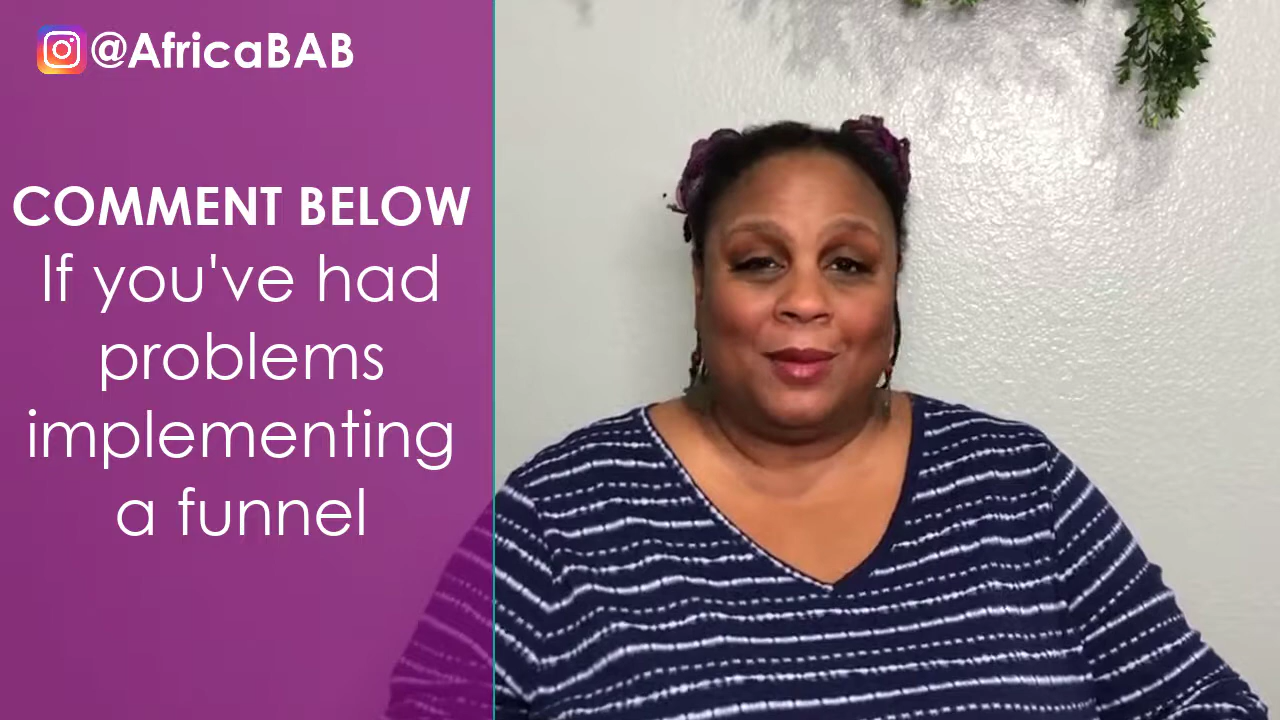 @AfricaBAB
COMMENT BELOW
If you've had
problems
implementing
a funnel